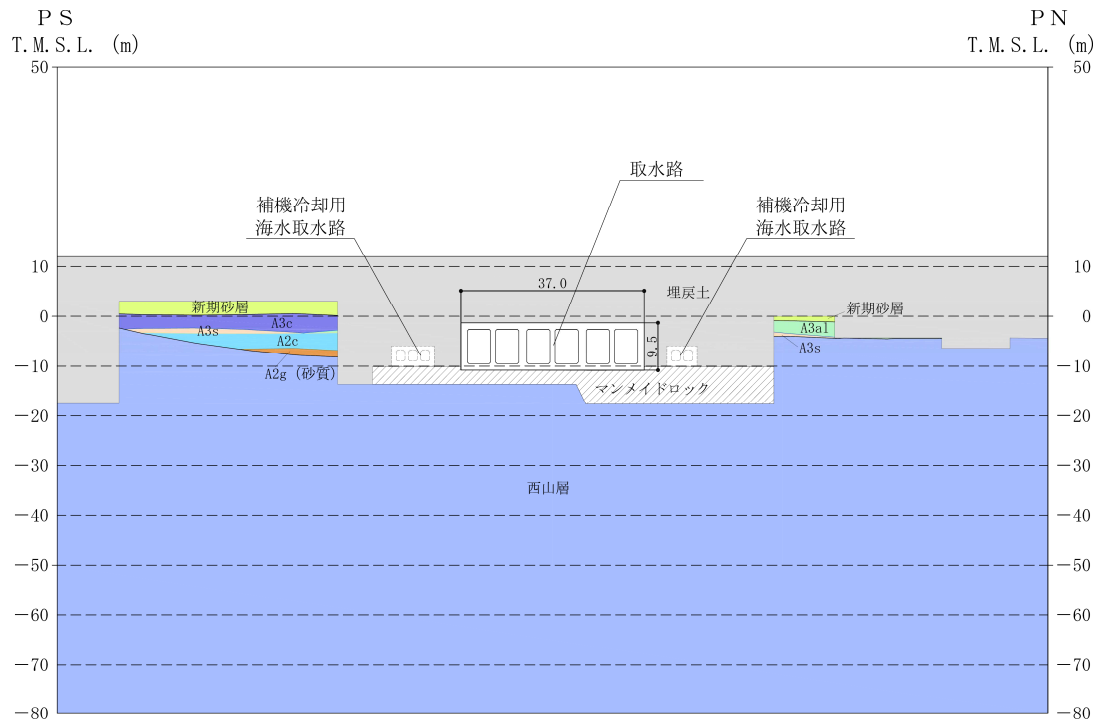 PS
PN
T.M.S.L. (m)
T.M.S.L. (m)
50
50
取水路
補機冷却用
海水取水路
補機冷却用
海水取水路
10
10
37.0
埋戻土
新期砂層
新期砂層
0
0
A3c
A3s
A3al
A2c
9.5
A3s
A2g (砂質)
−10
−10
マンメイドロック
−20
−20
−30
−30
西山層
−40
−40
−50
−50
−60
−60
−70
−70
−80
−80